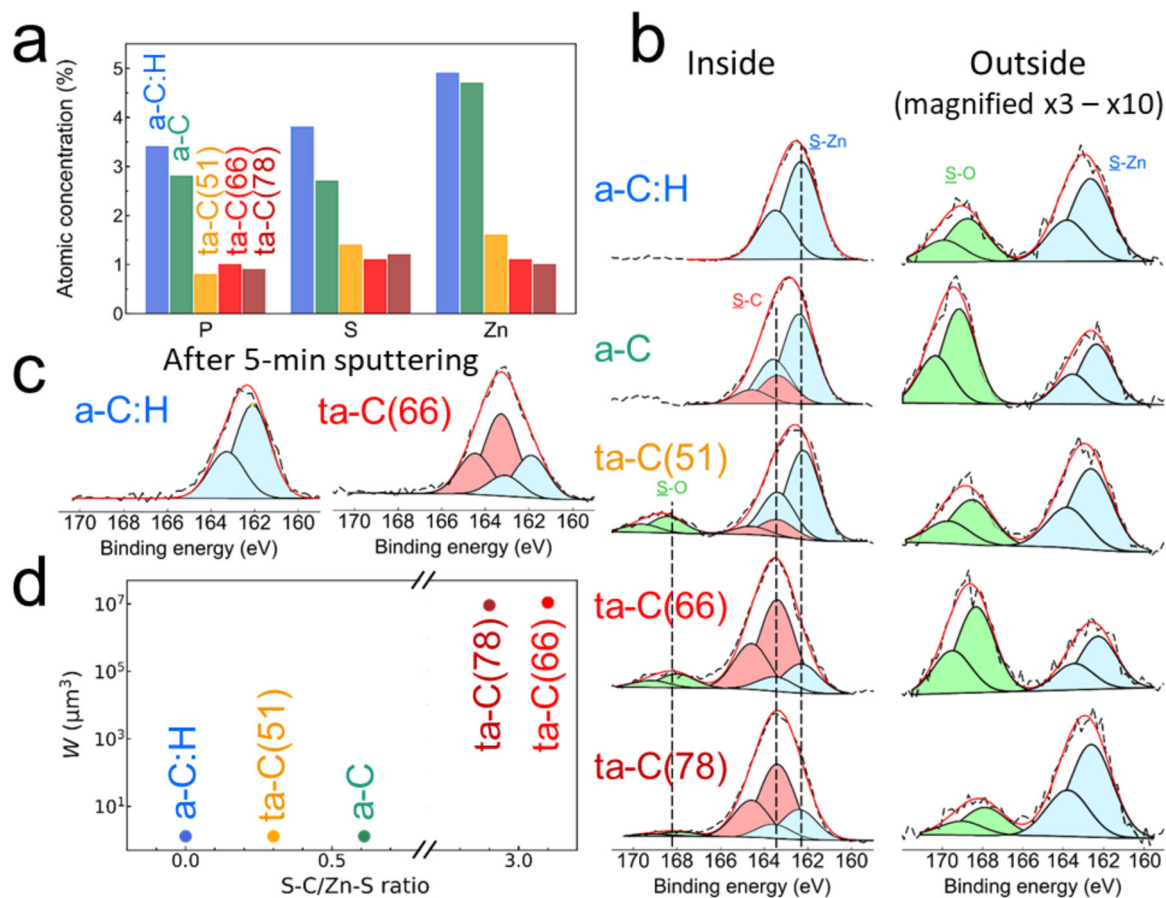 a
Atomic concentration (%)
5
4
3
2
1
0
a-C:H
a-C
ta-C(51)
ta-C(66)
ta-C(78)
P
S
Zn
After 5-min sputtering
c
a-C:H
ta-C(66)
170 168 166 164 162 160
Binding energy (eV)
170 168 166 164 162 160
Binding energy (eV)
d
W (μm³)
10⁷
10⁵
10³
10¹
a-C:H
ta-C(51)
a-C
ta-C(78)
ta-C(66)
0.0
0.5
3.0
S-C/Zn-S ratio
b
Inside
Outside
(magnified x3 – x10)
a-C:H
S-Zn
S-O
S-Zn
a-C
S-C
ta-C(51)
S-O
ta-C(66)
ta-C(78)
170 168 166 164 162 160
Binding energy (eV)
170 168 166 164 162 160
Binding energy (eV)